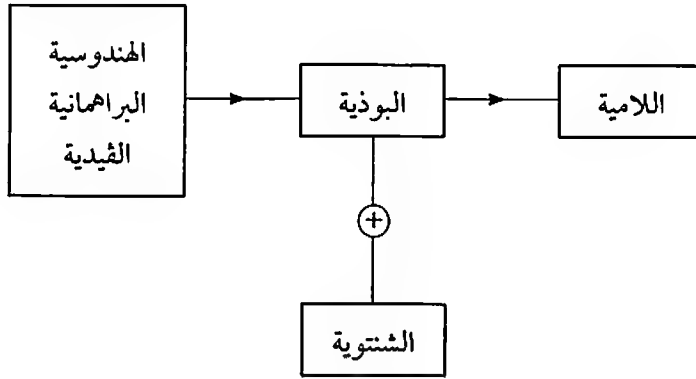 الهندوسية
البراهمانية
الڤيدية
البوذية
اللامية
+
الشنتوية